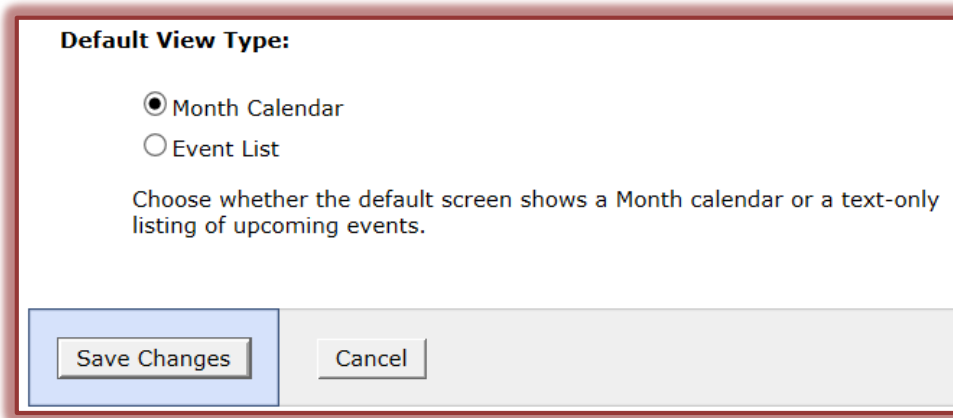 Default View Type:
Month Calendar
Event List
Choose whether the default screen shows a Month calendar or a text-only
listing of upcoming events.
Save Changes Cancel